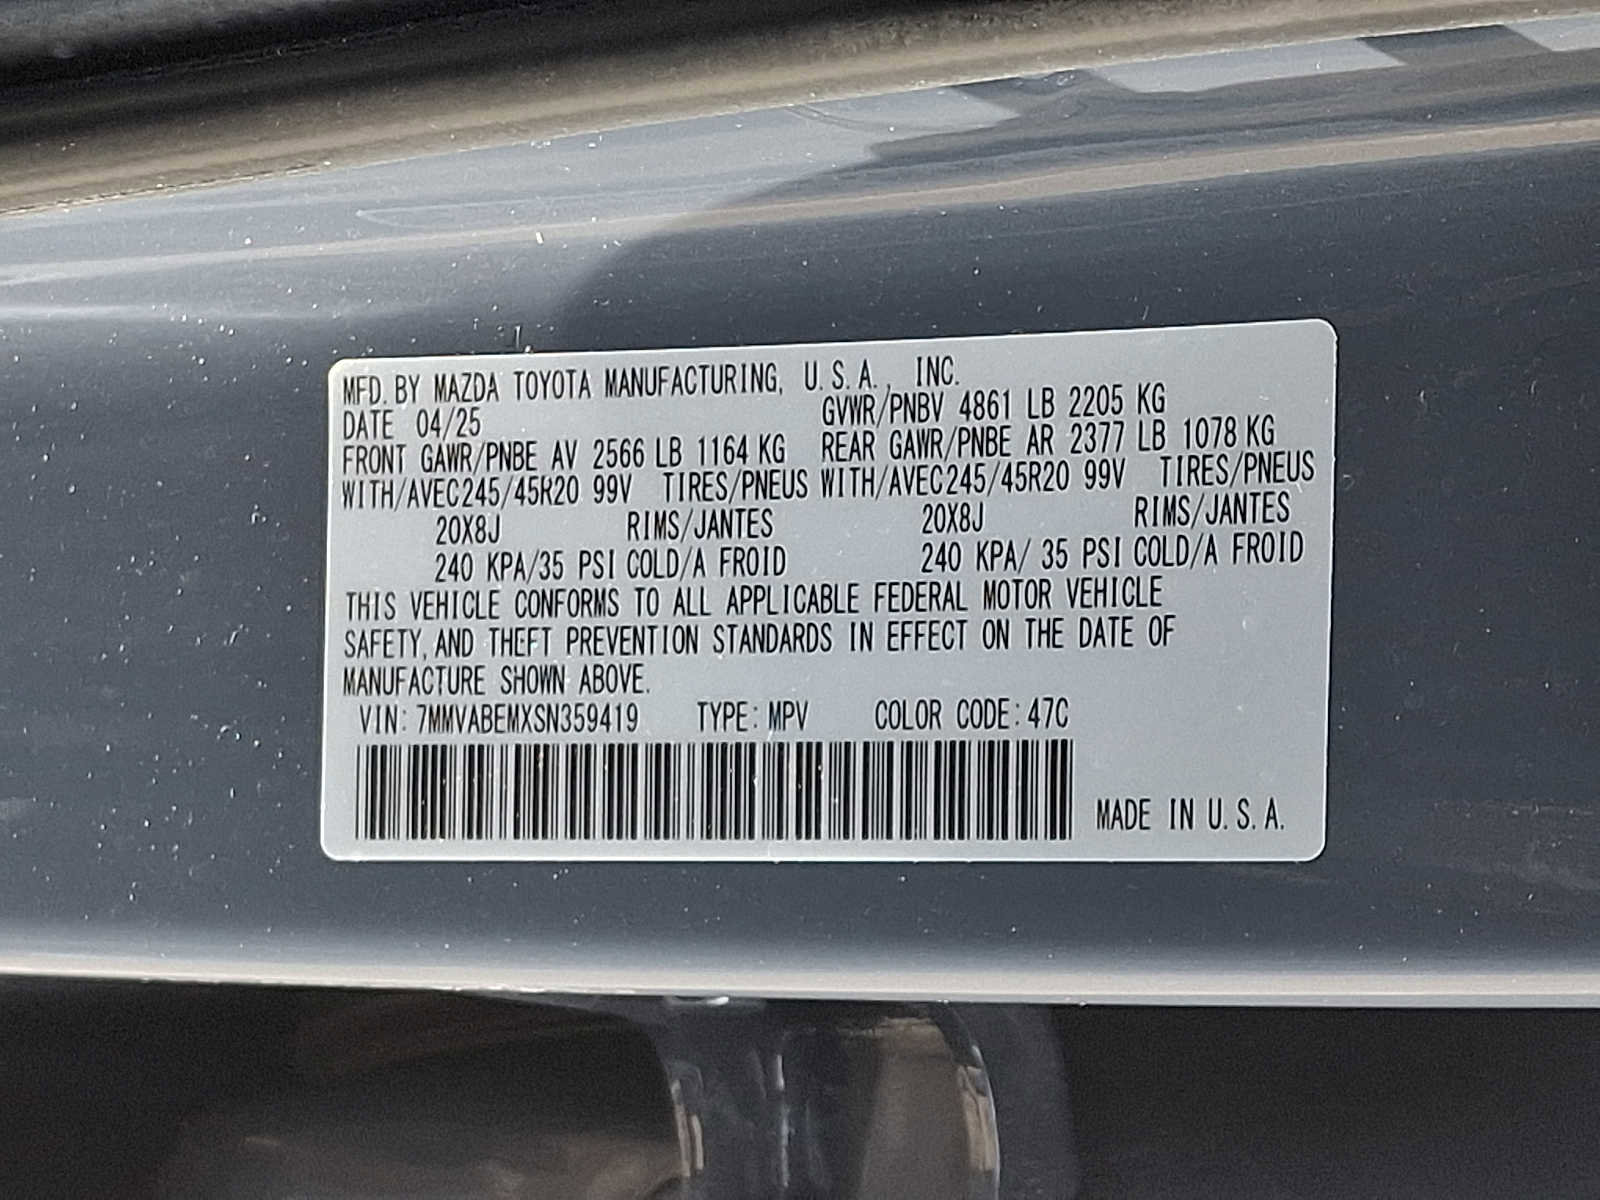 MFD. BY MAZDA TOYOTA MANUFACTURING, U.S.A., INC.
DATE 04/25 GVWR/PNBV 4861 LB 2205 KG
FRONT GAWR/PNBE AV 2566 LB 1164 KG REAR GAWR/PNBE AR 2377 LB 1078 KG
WITH/AVEC245/45R20 99V TIRES/PNEUS WITH/AVEC245/45R20 99V TIRES/PNEUS
20X8J RIMS/JANTES 20X8J RIMS/JANTES
240 KPA/35 PSI COLD/A FROID 240 KPA/ 35 PSI COLD/A FROID
THIS VEHICLE CONFORMS TO ALL APPLICABLE FEDERAL MOTOR VEHICLE
SAFETY, AND THEFT PREVENTION STANDARDS IN EFFECT ON THE DATE OF
MANUFACTURE SHOWN ABOVE.
VIN: 7MMVABEMXSN359419 TYPE: MPV COLOR CODE: 47C
MADE IN U.S.A.